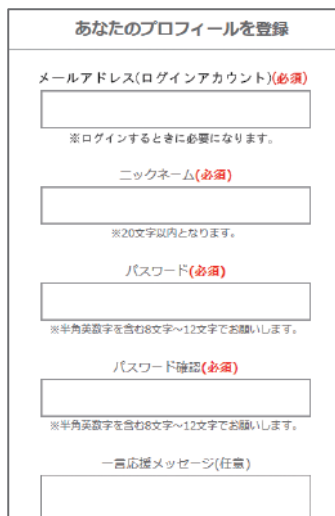 あなたのプロフィールを登録
メールアドレス(ログインアカウント)(必須)
※ログインするときに必要になります。
ニックネーム(必須)
※20文字以内となります。
パスワード(必須)
※半角英数字を含む8文字～12文字でお願いします。
パスワード確認(必須)
※半角英数字を含む8文字～12文字でお願いします。
一言応援メッセージ(任意)